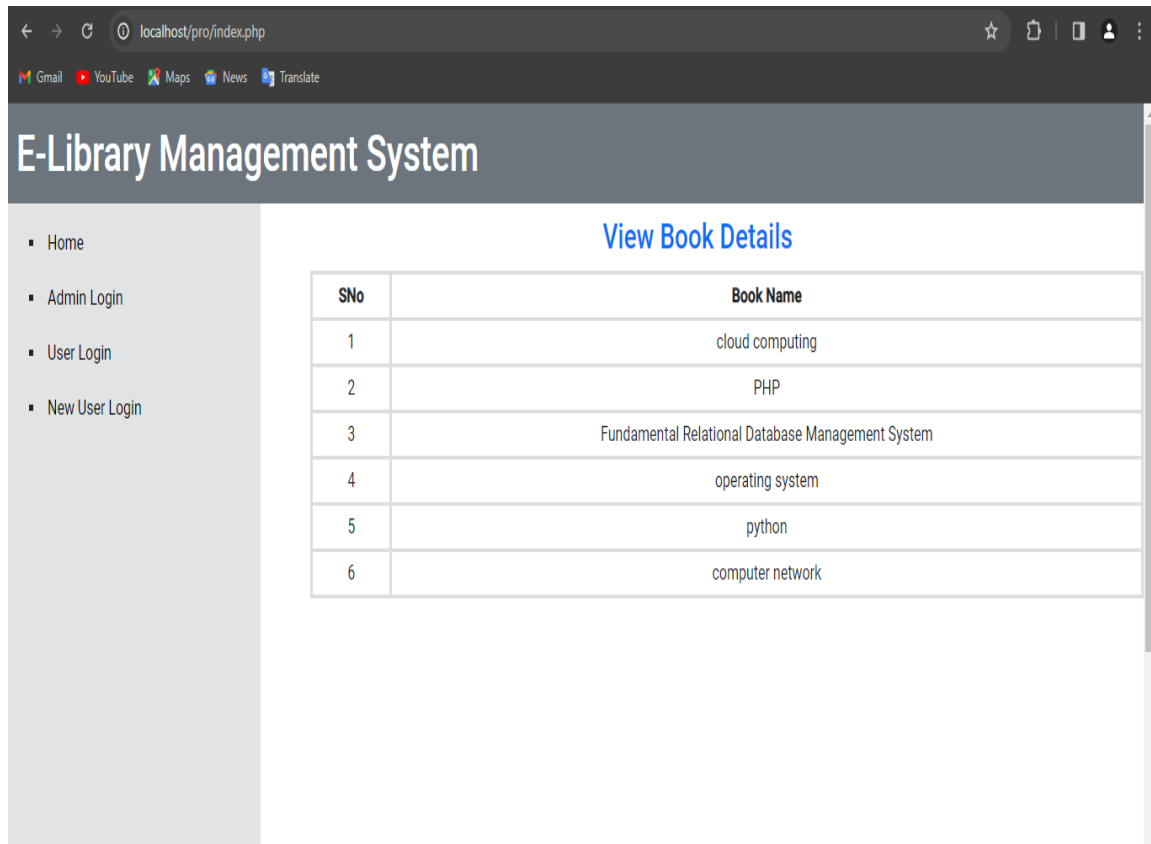 localhost/pro/index.php
Gmail YouTube Maps News Translate
E-Library Management System
Home
Admin Login
User Login
New User Login
View Book Details
SNo Book Name
1 cloud computing
2 PHP
3 Fundamental Relational Database Management System
4 operating system
5 python
6 computer network